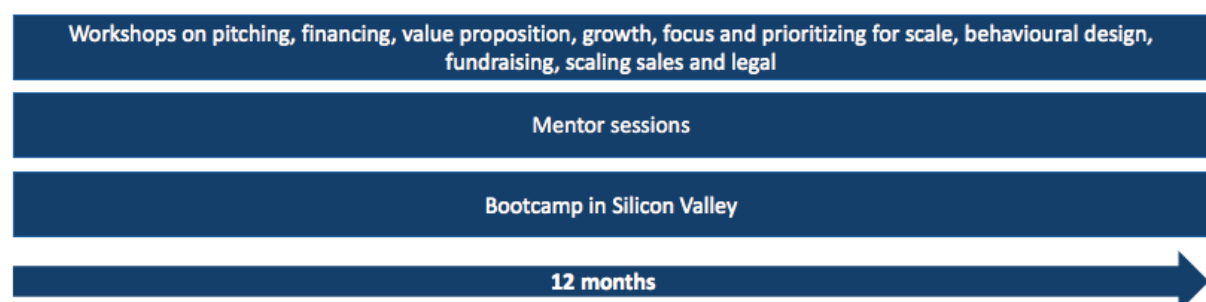 Workshops on pitching, financing, value proposition, growth, focus and prioritizing for scale, behavioural design,
fundraising, scaling sales and legal
Mentor sessions
Bootcamp in Silicon Valley
12 months